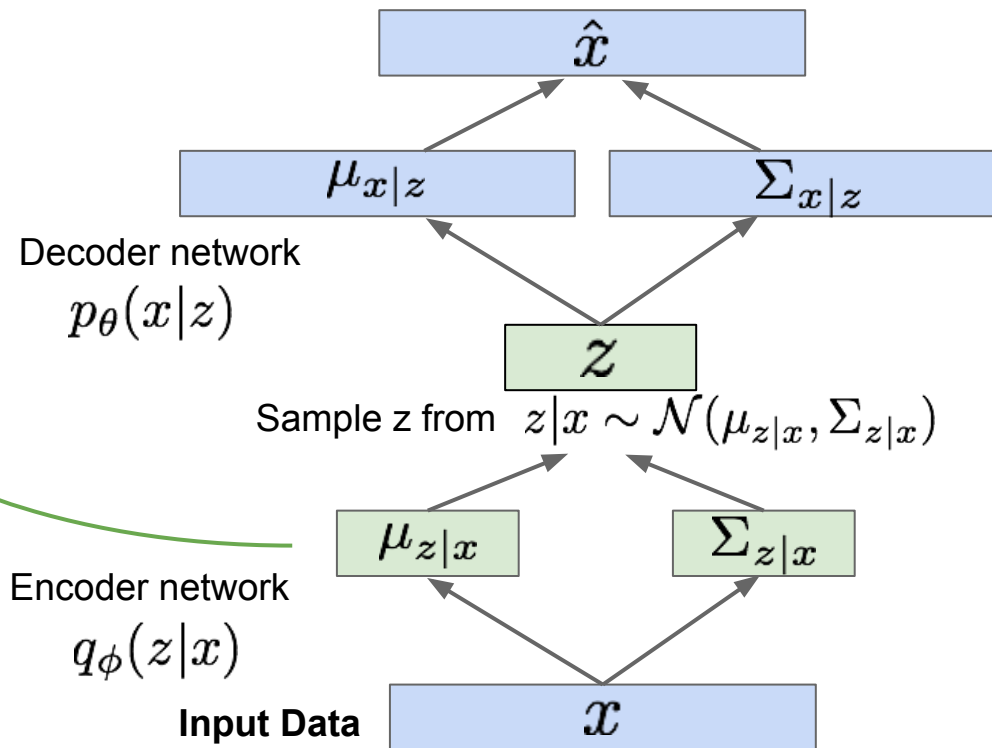 x̂
μ_{x|z} Σ_{x|z}
Decoder network
p_θ(x|z)
z
Sample z from z|x ∼ 𝒩(μ_{z|x}, Σ_{z|x})
μ_{z|x} Σ_{z|x}
Encoder network
q_ϕ(z|x)
Input Data x